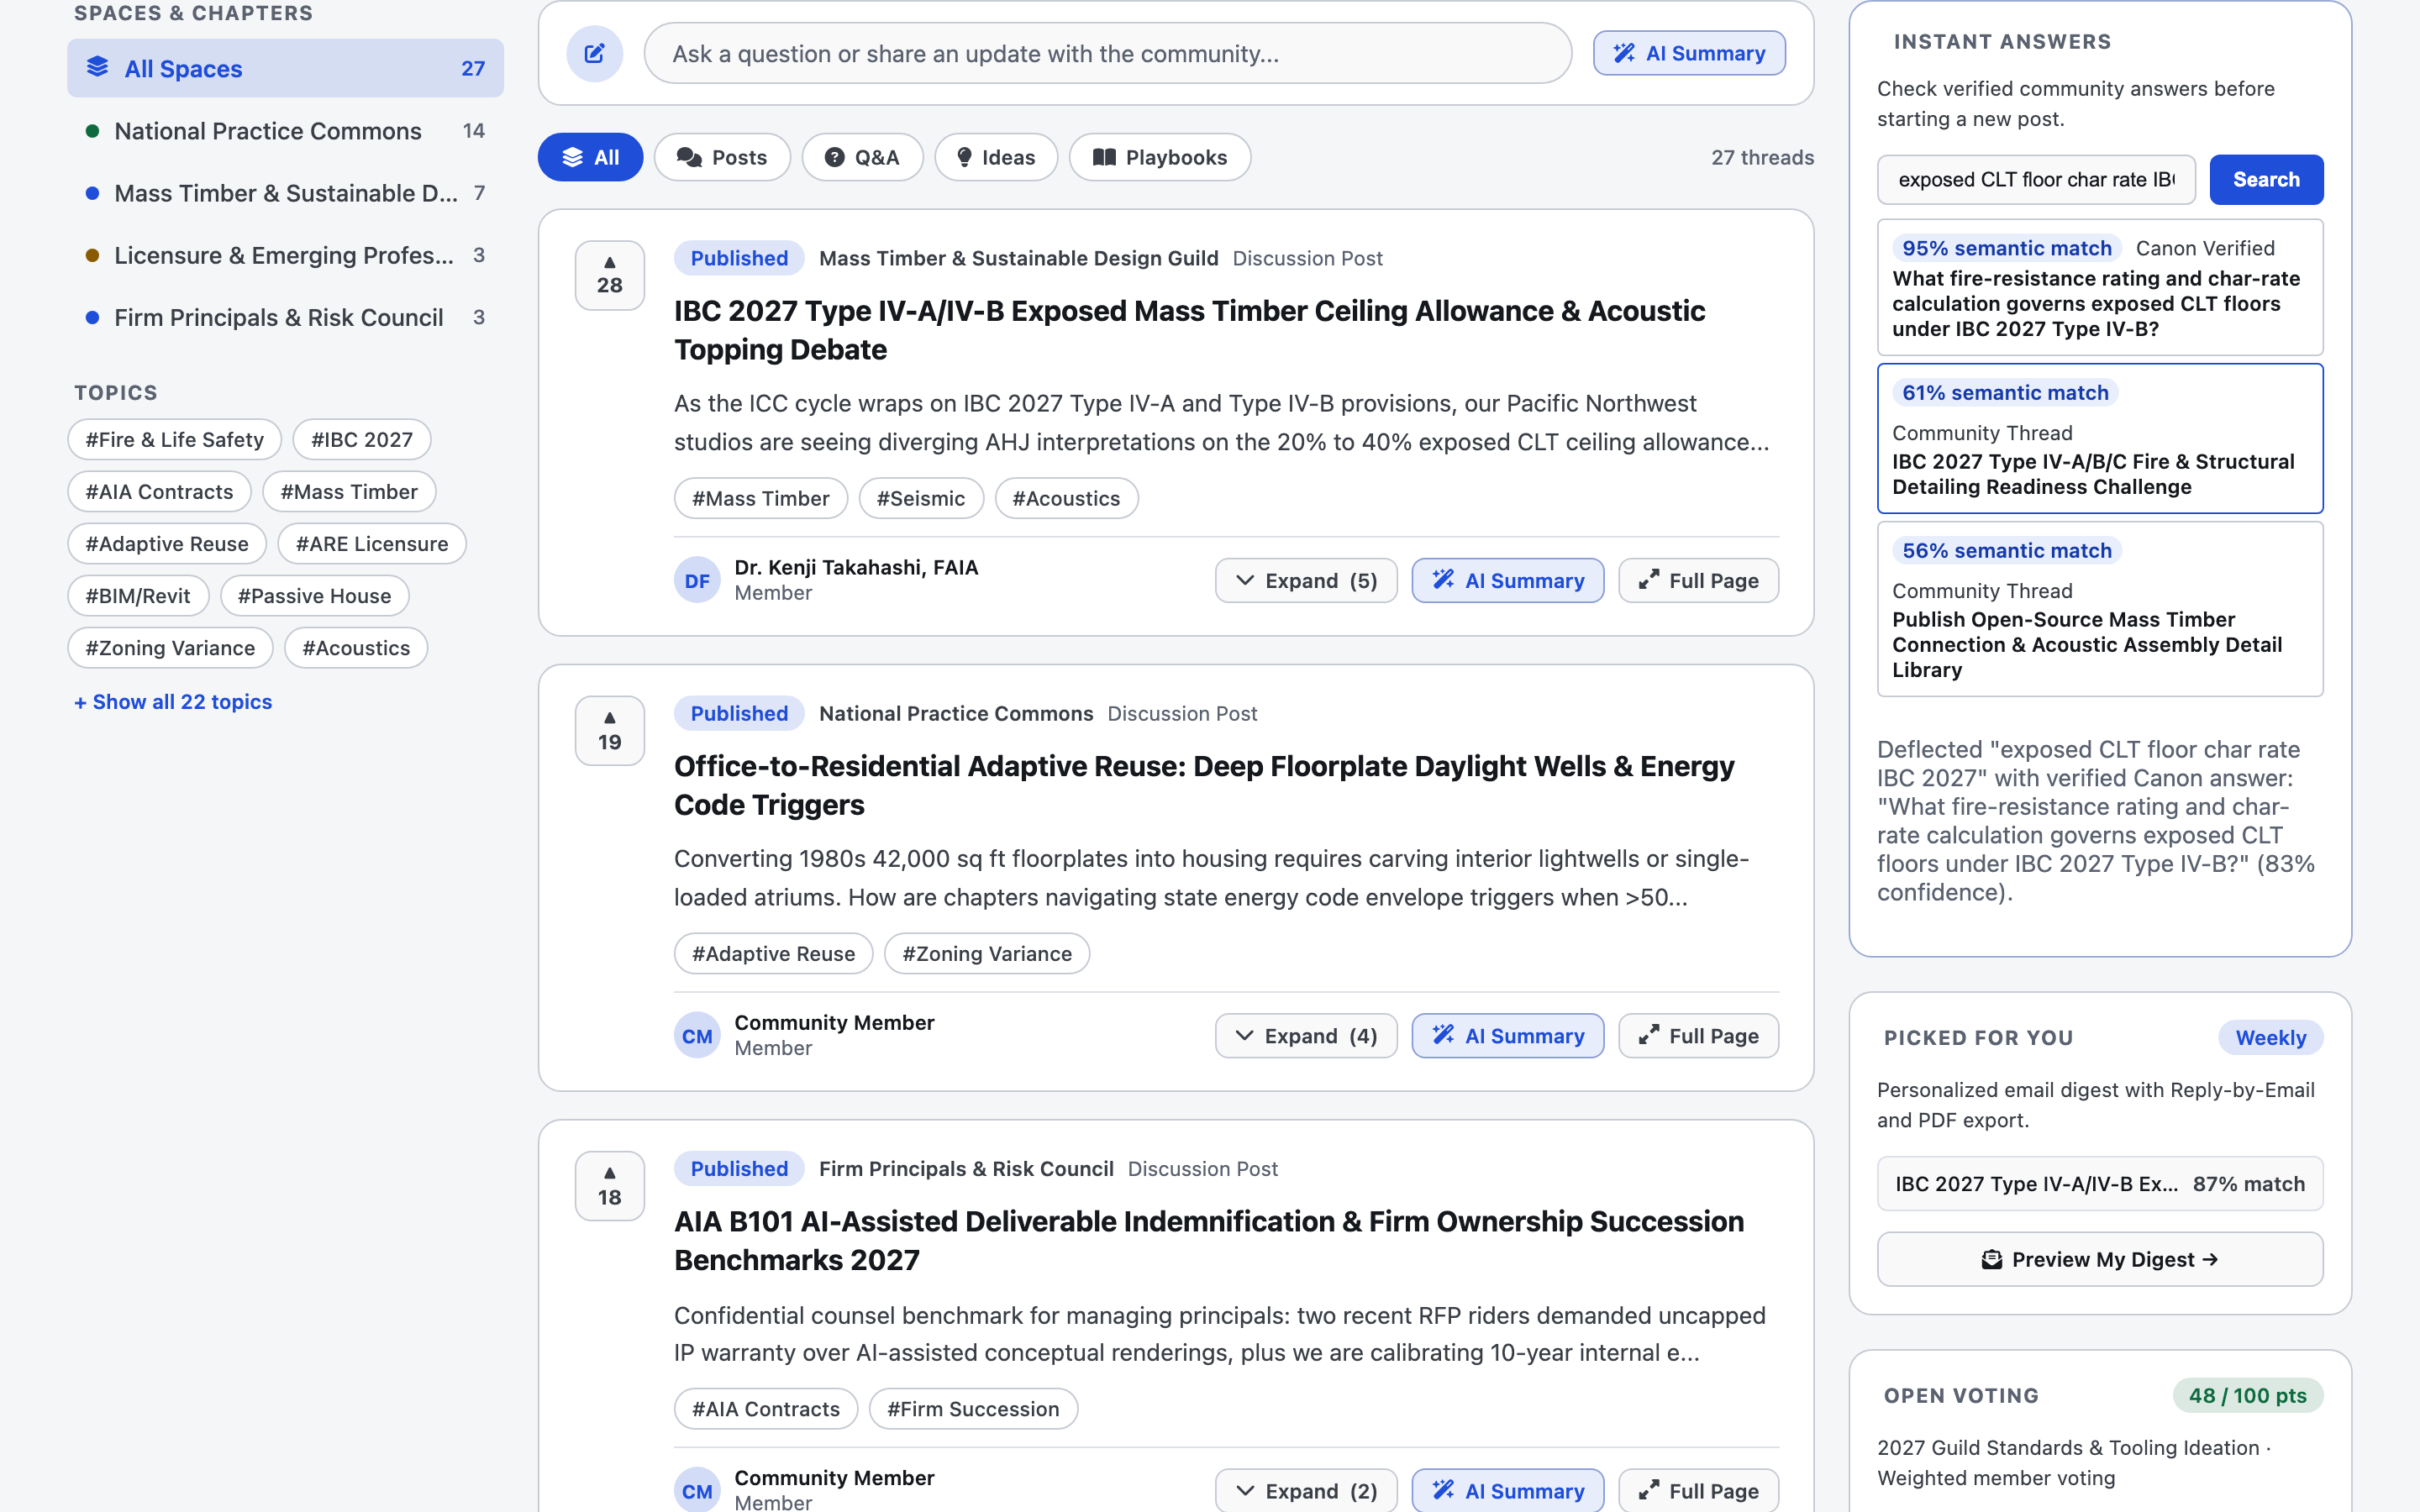 SPACES & CHAPTERS
All Spaces 27
National Practice Commons 14
Mass Timber & Sustainable D... 7
Licensure & Emerging Profes... 3
Firm Principals & Risk Council 3
TOPICS
#Fire & Life Safety #IBC 2027
#AIA Contracts #Mass Timber
#Adaptive Reuse #ARE Licensure
#BIM/Revit #Passive House
#Zoning Variance #Acoustics
+ Show all 22 topics
Ask a question or share an update with the community...
AI Summary
All Posts Q&A Ideas Playbooks 27 threads
28
Published Mass Timber & Sustainable Design Guild Discussion Post
IBC 2027 Type IV-A/IV-B Exposed Mass Timber Ceiling Allowance & Acoustic
Topping Debate
As the ICC cycle wraps on IBC 2027 Type IV-A and Type IV-B provisions, our Pacific Northwest
studios are seeing diverging AHJ interpretations on the 20% to 40% exposed CLT ceiling allowance...
#Mass Timber #Seismic #Acoustics
DF
Dr. Kenji Takahashi, FAIA
Member
Expand (5) AI Summary Full Page
19
Published National Practice Commons Discussion Post
Office-to-Residential Adaptive Reuse: Deep Floorplate Daylight Wells & Energy
Code Triggers
Converting 1980s 42,000 sq ft floorplates into housing requires carving interior lightwells or single-
loaded atriums. How are chapters navigating state energy code envelope triggers when >50...
#Adaptive Reuse #Zoning Variance
CM
Community Member
Member
Expand (4) AI Summary Full Page
18
Published Firm Principals & Risk Council Discussion Post
AIA B101 AI-Assisted Deliverable Indemnification & Firm Ownership Succession
Benchmarks 2027
Confidential counsel benchmark for managing principals: two recent RFP riders demanded uncapped
IP warranty over AI-assisted conceptual renderings, plus we are calibrating 10-year internal e...
#AIA Contracts #Firm Succession
CM
Community Member
Member
Expand (2) AI Summary Full Page
INSTANT ANSWERS
Check verified community answers before
starting a new post.
exposed CLT floor char rate IB
Search
95% semantic match Canon Verified
What fire-resistance rating and char-rate
calculation governs exposed CLT floors
under IBC 2027 Type IV-B?
61% semantic match
Community Thread
IBC 2027 Type IV-A/B/C Fire & Structural
Detailing Readiness Challenge
56% semantic match
Community Thread
Publish Open-Source Mass Timber
Connection & Acoustic Assembly Detail
Library
Deflected "exposed CLT floor char rate
IBC 2027" with verified Canon answer:
"What fire-resistance rating and char-
rate calculation governs exposed CLT
floors under IBC 2027 Type IV-B?" (83%
confidence).
PICKED FOR YOU Weekly
Personalized email digest with Reply-by-Email
and PDF export.
IBC 2027 Type IV-A/IV-B Ex... 87% match
Preview My Digest →
OPEN VOTING 48 / 100 pts
2027 Guild Standards & Tooling Ideation ·
Weighted member voting